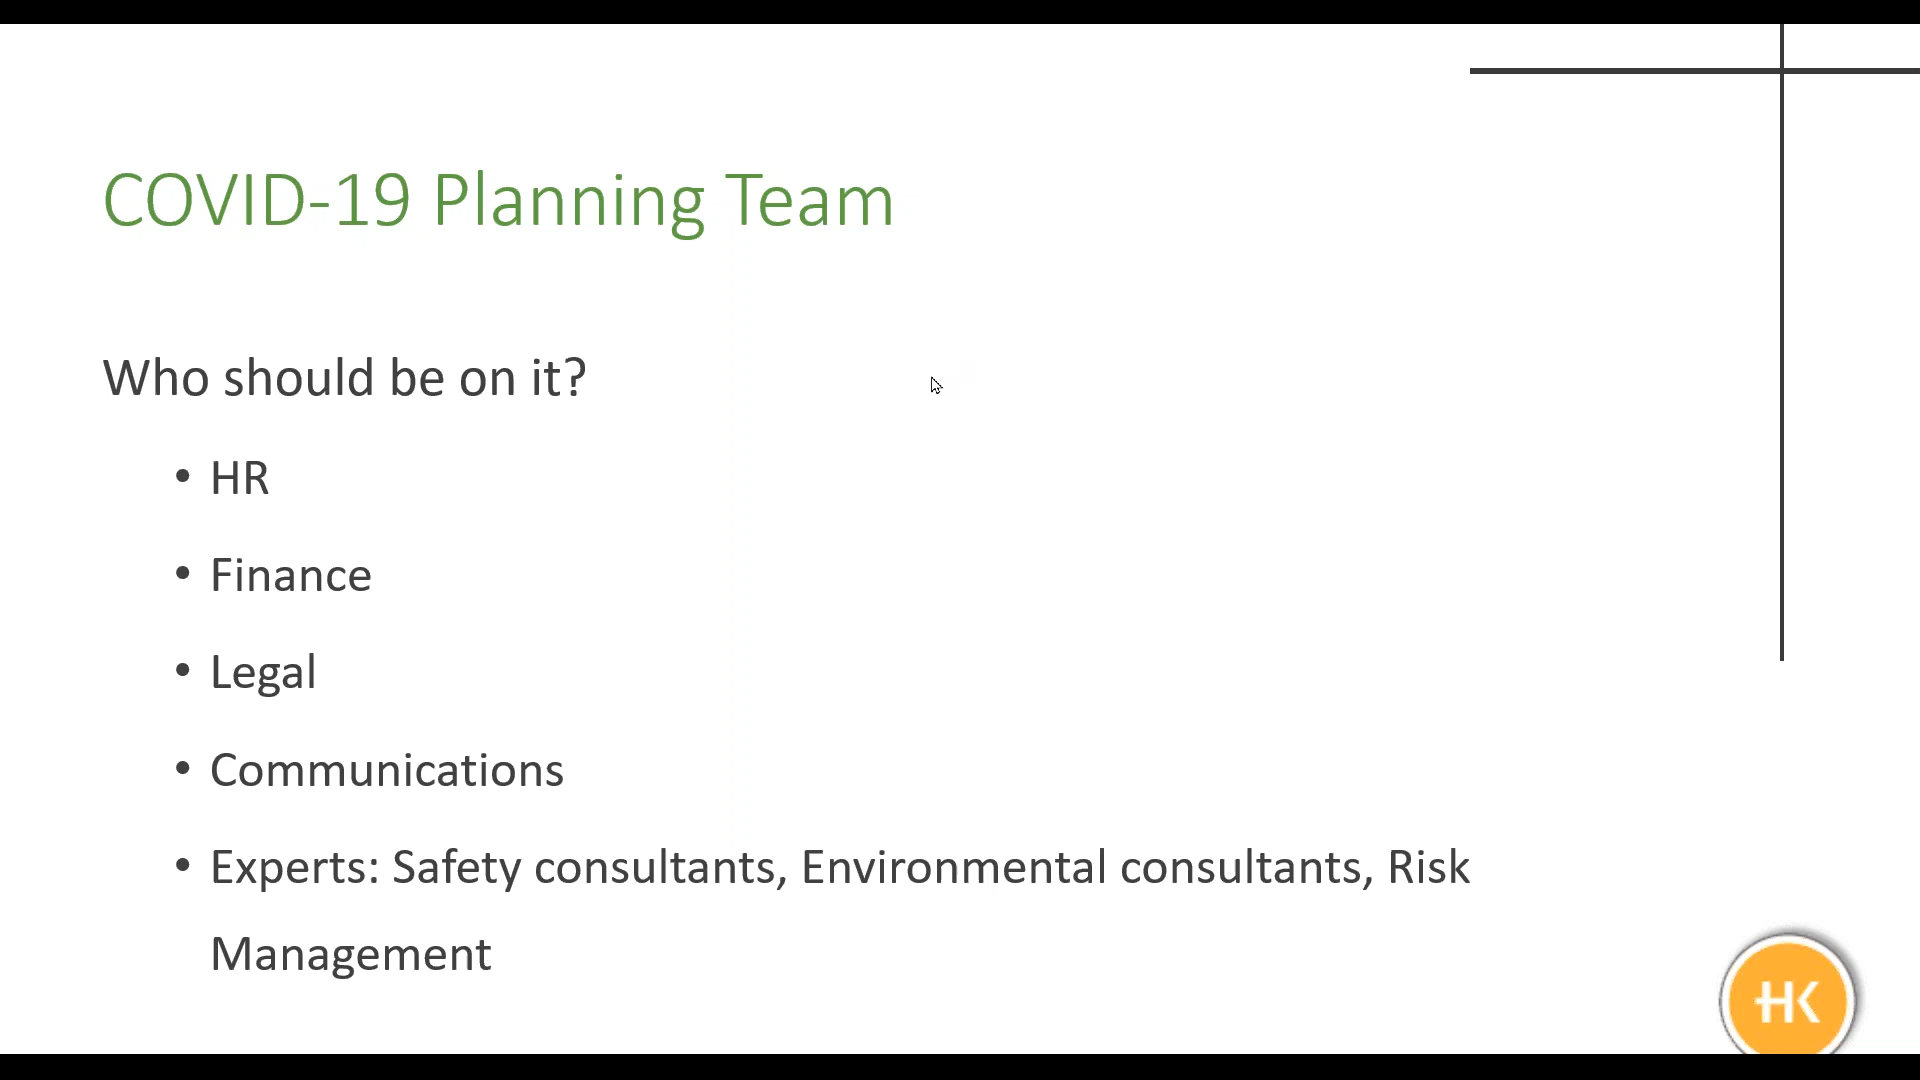 COVID-19 Planning Team
Who should be on it?
• HR
• Finance
• Legal
• Communications
• Experts: Safety consultants, Environmental consultants, Risk
Management
HK